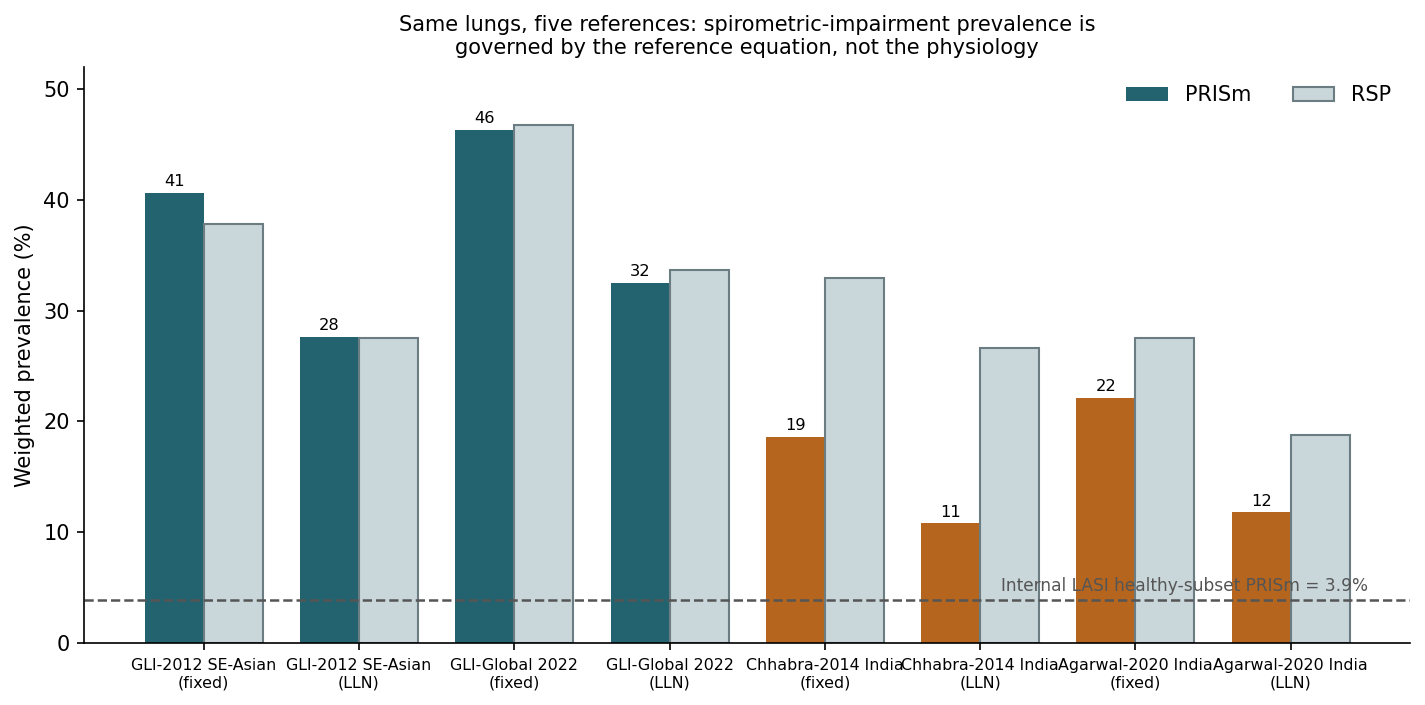 Same lungs, five references: spirometric-impairment prevalence is
governed by the reference equation, not the physiology
PRISm
RSP
Weighted prevalence (%)
50
40
30
20
10
0
41
28
46
32
19
11
22
12
Internal LASI healthy-subset PRISm = 3.9%
GLI-2012 SE-Asian
(fixed)
GLI-2012 SE-Asian
(LLN)
GLI-Global 2022
(fixed)
GLI-Global 2022
(LLN)
Chhabra-2014 India
(fixed)
Chhabra-2014 India
(LLN)
Agarwal-2020 India
(fixed)
Agarwal-2020 India
(LLN)